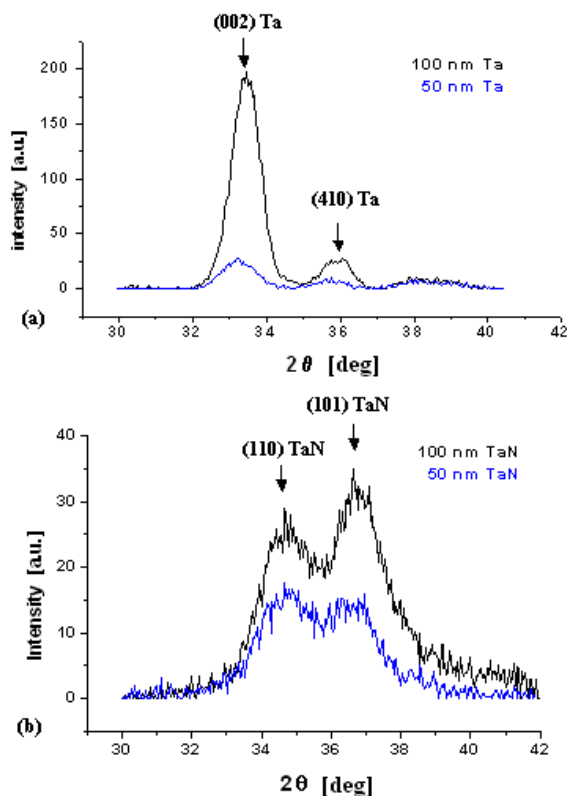 (002) Ta
100 nm Ta
50 nm Ta
(410) Ta
intensity [a.u.]
200
150
100
50
0
(a)
30 32 34 36 38 40 42
2θ [deg]
(101) TaN
(110) TaN
100 nm TaN
50 nm TaN
Intensity [a.u.]
40
30
20
10
0
(b)
30 32 34 36 38 40 42
2θ [deg]